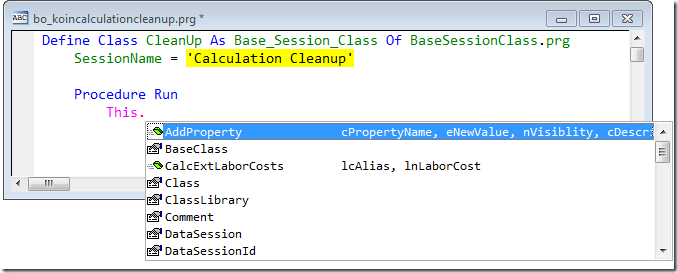 bo_koincalculationcleanup.prg *
Define Class CleanUp As Base_Session_Class Of BaseSessionClass.prg
SessionName = 'Calculation Cleanup'
Procedure Run
This.
AddProperty cPropertyName, eNewValue, nVisiblity, cDescri
BaseClass
CalcExtLaborCosts lcAlias, lnLaborCost
Class
ClassLibrary
Comment
DataSession
DataSessionId